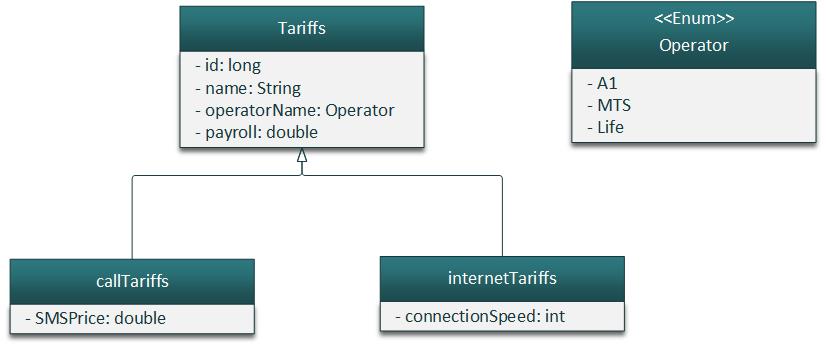 Tariffs
- id: long
- name: String
- operatorName: Operator
- payroll: double
<<Enum>>
Operator
- A1
- MTS
- Life
callTariffs
- SMSPrice: double
internetTariffs
- connectionSpeed: int